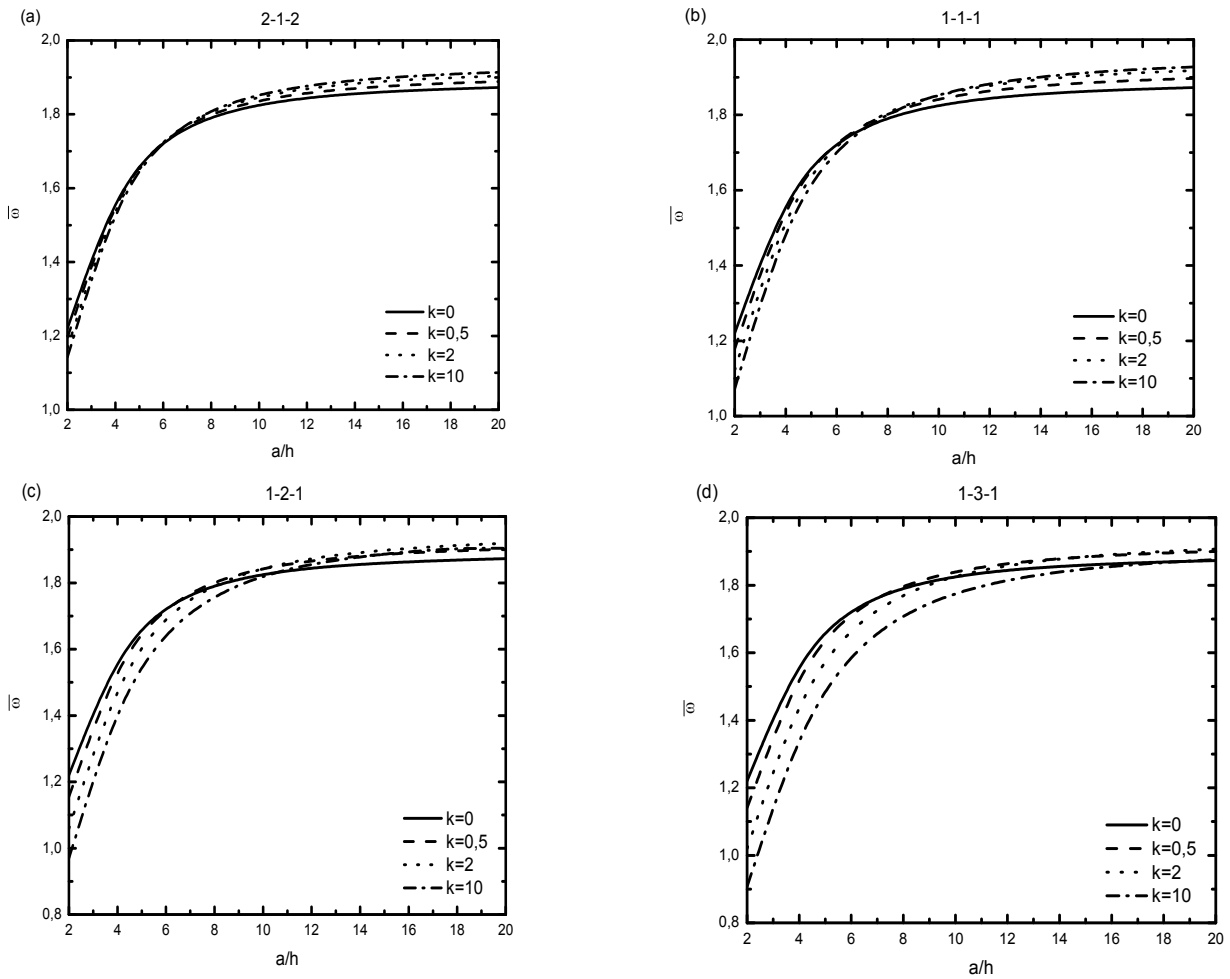 (a)
2-1-2
2,0
1,8
1,6
1,4
1,2
1,0
ω̅
2 4 6 8 10 12 14 16 18 20
a/h
k=0
k=0,5
k=2
k=10
(b)
1-1-1
2,0
1,8
1,6
1,4
1,2
1,0
ω̅
2 4 6 8 10 12 14 16 18 20
a/h
k=0
k=0,5
k=2
k=10
(c)
1-2-1
2,0
1,8
1,6
1,4
1,2
1,0
0,8
ω̅
2 4 6 8 10 12 14 16 18 20
a/h
k=0
k=0,5
k=2
k=10
(d)
1-3-1
2,0
1,8
1,6
1,4
1,2
1,0
0,8
ω̅
2 4 6 8 10 12 14 16 18 20
a/h
k=0
k=0,5
k=2
k=10